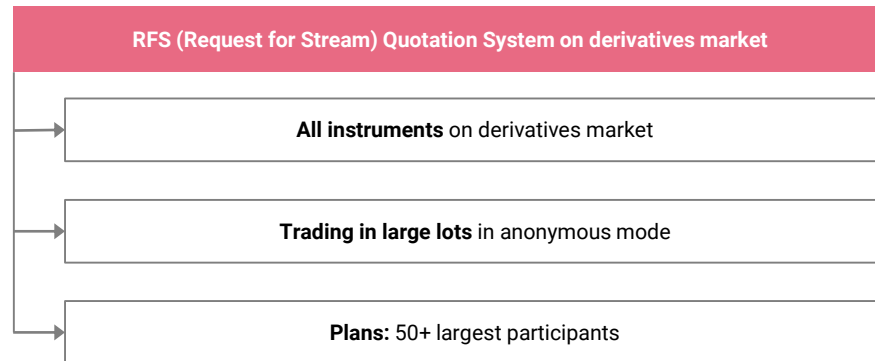 RFS (Request for Stream) Quotation System on derivatives market
All instruments on derivatives market
Trading in large lots in anonymous mode
Plans: 50+ largest participants